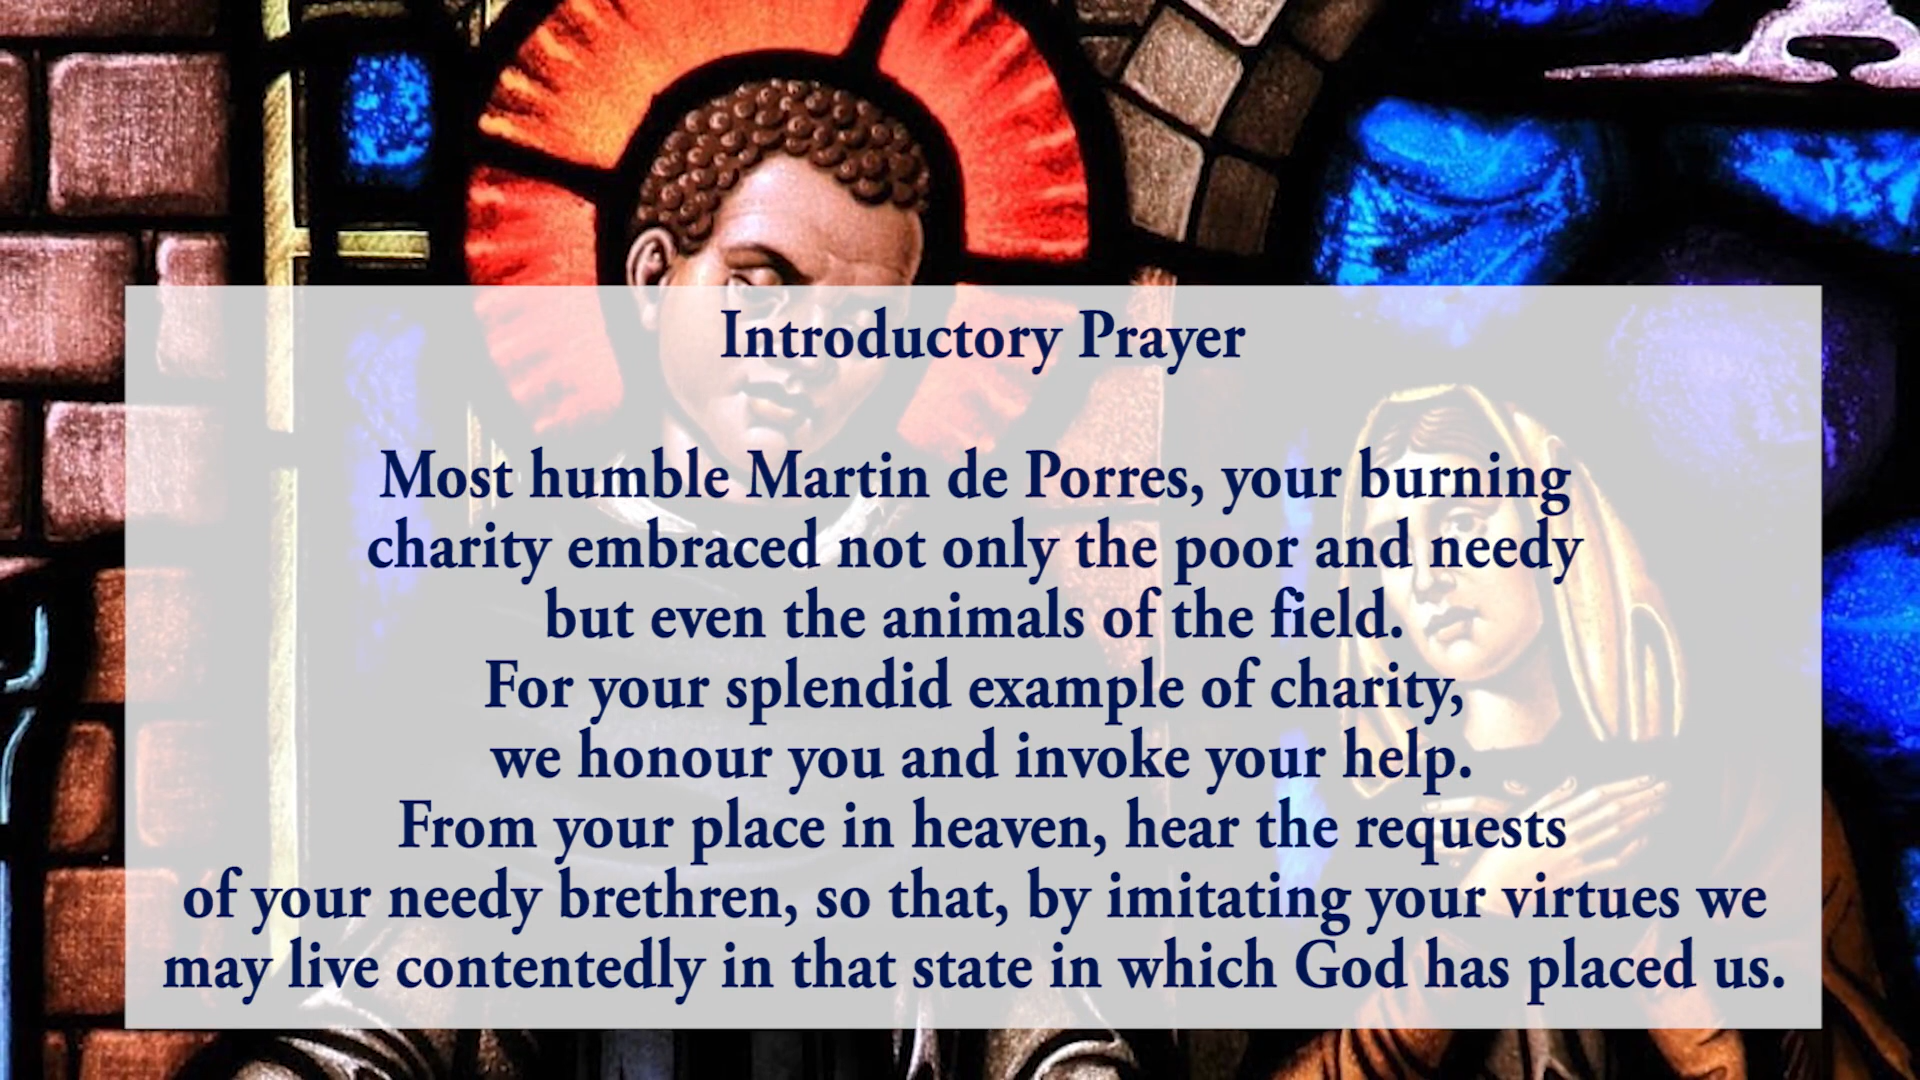 Introductory Prayer
Most humble Martin de Porres, your burning
charity embraced not only the poor and needy
but even the animals of the field.
For your splendid example of charity,
we honour you and invoke your help.
From your place in heaven, hear the requests
of your needy brethren, so that, by imitating your virtues we
may live contentedly in that state in which God has placed us.